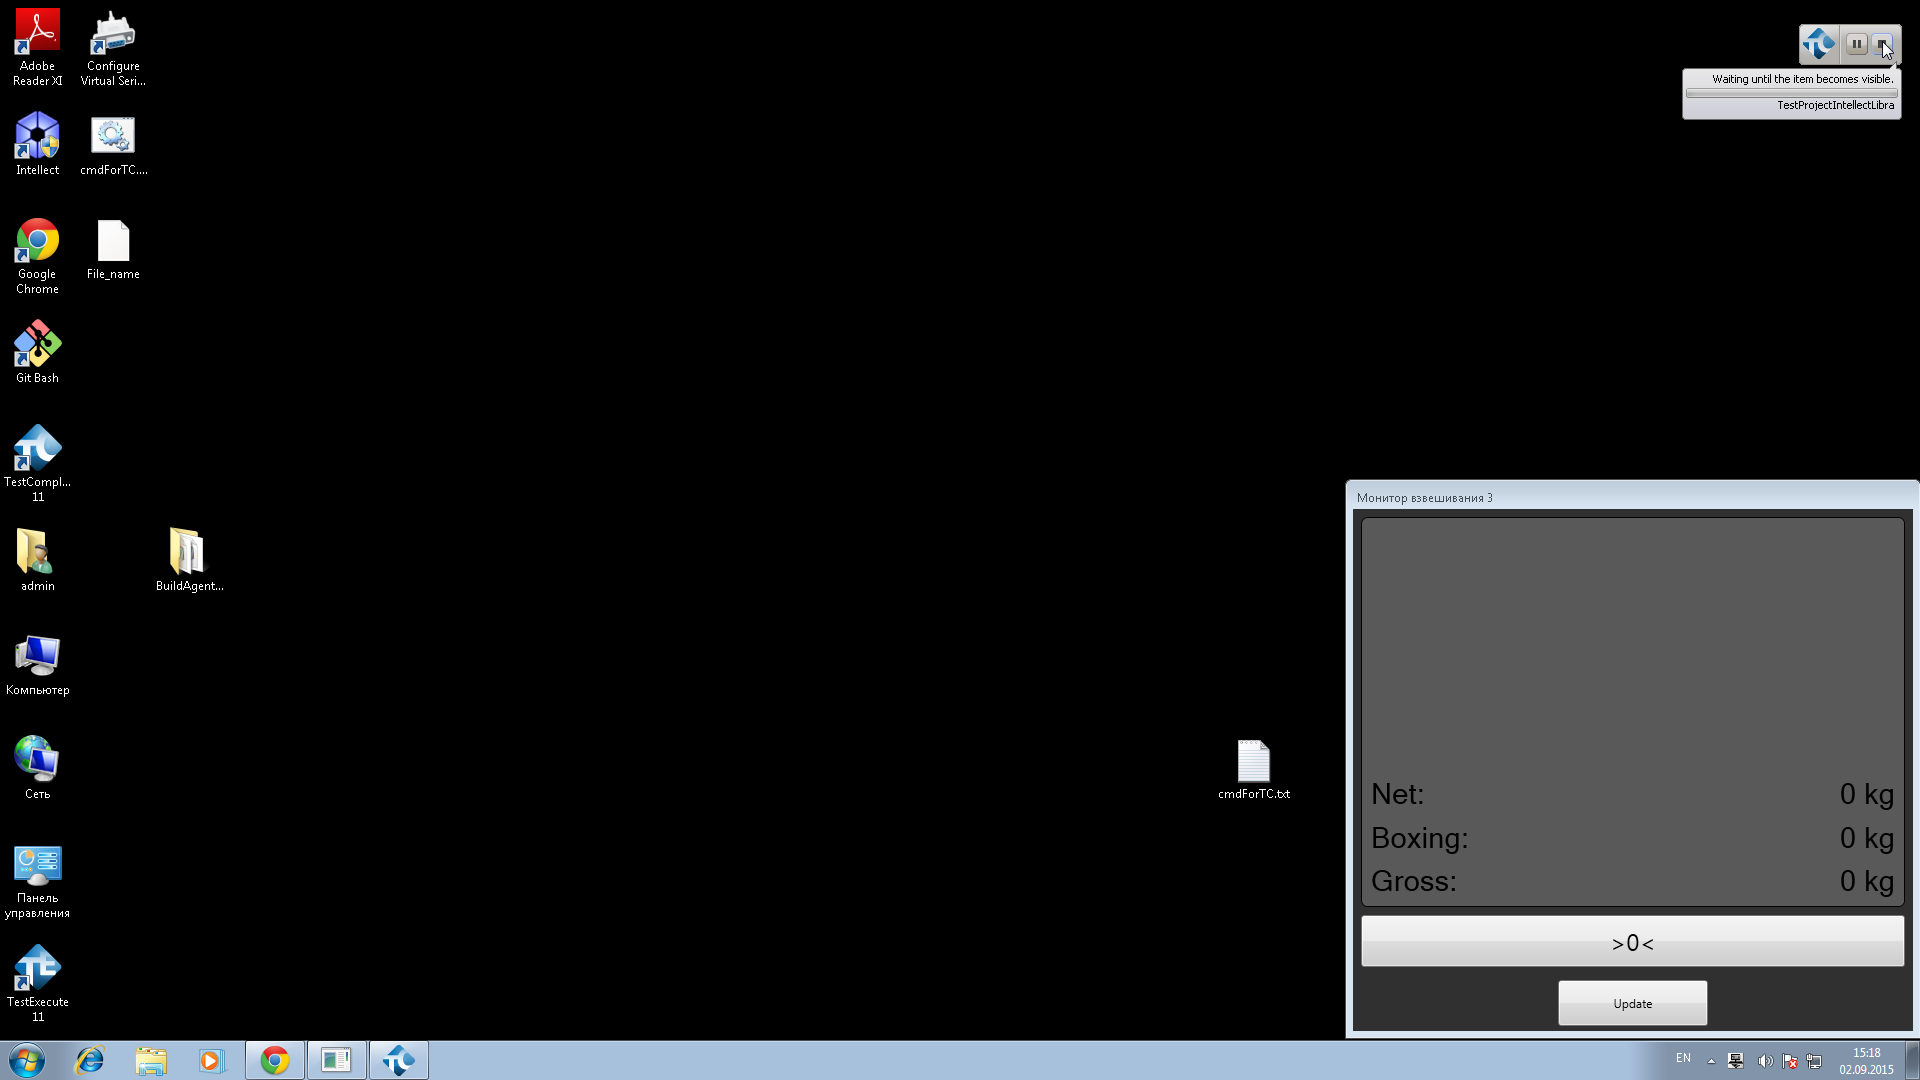 Adobe
Reader XI
Configure
Virtual Seri...
Intellect
cmdForTC....
Google
Chrome
File_name
Git Bash
TestCompl...
11
admin
BuildAgent...
Компьютер
Сеть
cmdForTC.txt
Панель
управления
TestExecute
11
Waiting until the item becomes visible.
TestProjectIntellectLibra
Монитор взвешивания 3
Net: 0 kg
Boxing: 0 kg
Gross: 0 kg
>0<
Update
EN
15:18
02.09.2015